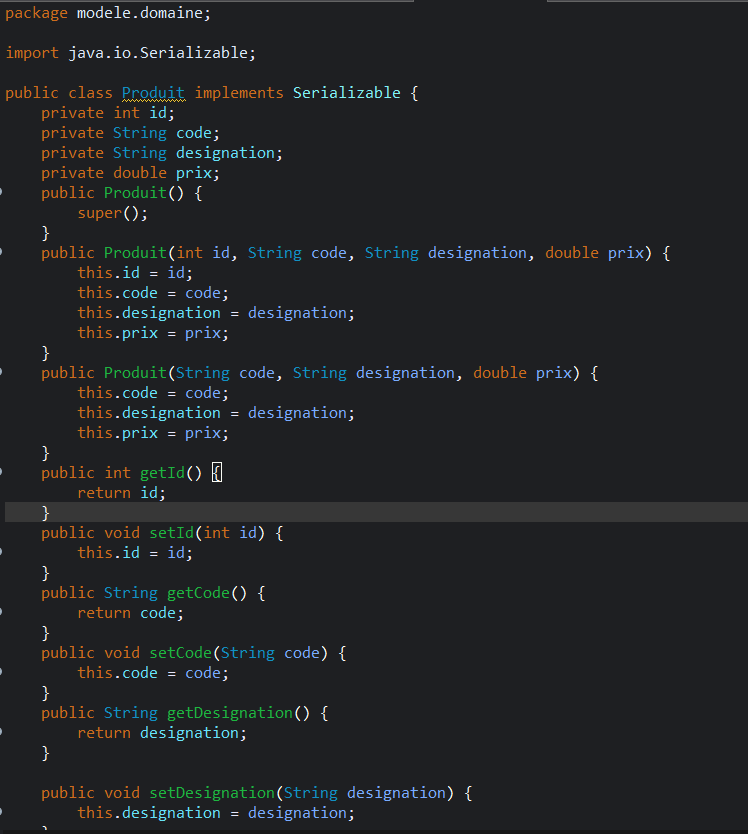 package modele.domaine;
import java.io.Serializable;
public class Produit implements Serializable {
    private int id;
    private String code;
    private String designation;
    private double prix;
    public Produit() {
        super();
    }
    public Produit(int id, String code, String designation, double prix) {
        this.id = id;
        this.code = code;
        this.designation = designation;
        this.prix = prix;
    }
    public Produit(String code, String designation, double prix) {
        this.code = code;
        this.designation = designation;
        this.prix = prix;
    }
    public int getId() {
        return id;
    }
    public void setId(int id) {
        this.id = id;
    }
    public String getCode() {
        return code;
    }
    public void setCode(String code) {
        this.code = code;
    }
    public String getDesignation() {
        return designation;
    }
    public void setDesignation(String designation) {
        this.designation = designation;
    }